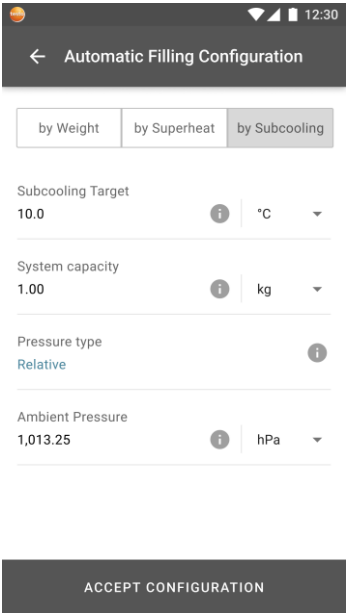 12:30
Automatic Filling Configuration
by Weight by Superheat by Subcooling
Subcooling Target
10.0 °C
System capacity
1.00 kg
Pressure type
Relative
Ambient Pressure
1,013.25 hPa
ACCEPT CONFIGURATION